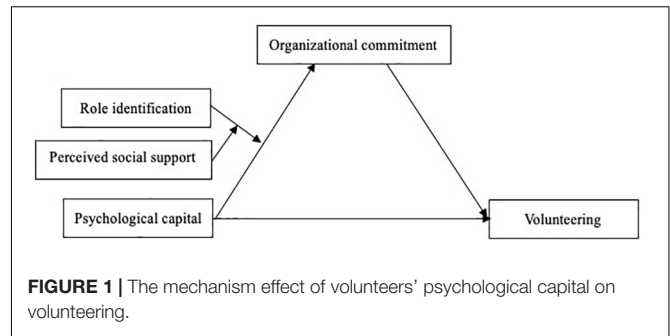 Organizational commitment
Role identification
Perceived social support
Psychological capital
Volunteering
FIGURE 1 | The mechanism effect of volunteers' psychological capital on
volunteering.